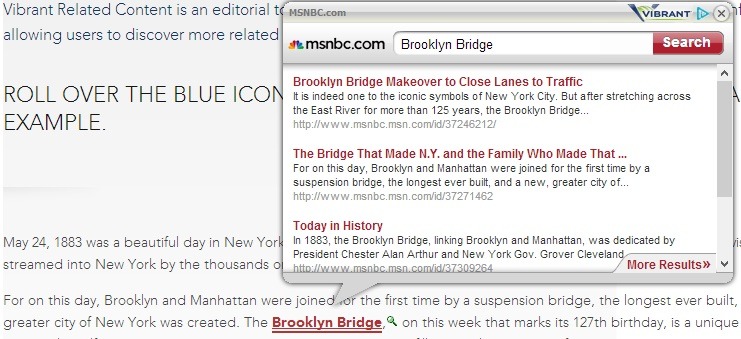 Vibrant Related Content is an editorial
allowing users to discover more related
ROLL OVER THE BLUE ICON
EXAMPLE.
MSNBC.com
VIBRANT
msnbc.com
Brooklyn Bridge
Search
Brooklyn Bridge Makeover to Close Lanes to Traffic
It is indeed one to the iconic symbols of New York City. But after stretching across
the East River for more than 125 years, the Brooklyn Bridge...
http://www.msnbc.msn.com/id/37246212/
The Bridge That Made N.Y. and the Family Who Made That ...
For on this day, Brooklyn and Manhattan were joined for the first time by a
suspension bridge, the longest ever built, and a new, greater city of...
http://www.msnbc.msn.com/id/37271462
Today in History
In 1883, the Brooklyn Bridge, linking Brooklyn and Manhattan, was dedicated by
President Chester Alan Arthur and New York Gov. Grover Cleveland
http://www.msnbc.msn.com/id/37309264
More Results»
May 24, 1883 was a beautiful day in New York
streamed into New York by the thousands
For on this day, Brooklyn and Manhattan were joined for the first time by a suspension bridge, the longest ever built,
greater city of New York was created. The Brooklyn Bridge, on this week that marks its 127th birthday, is a unique